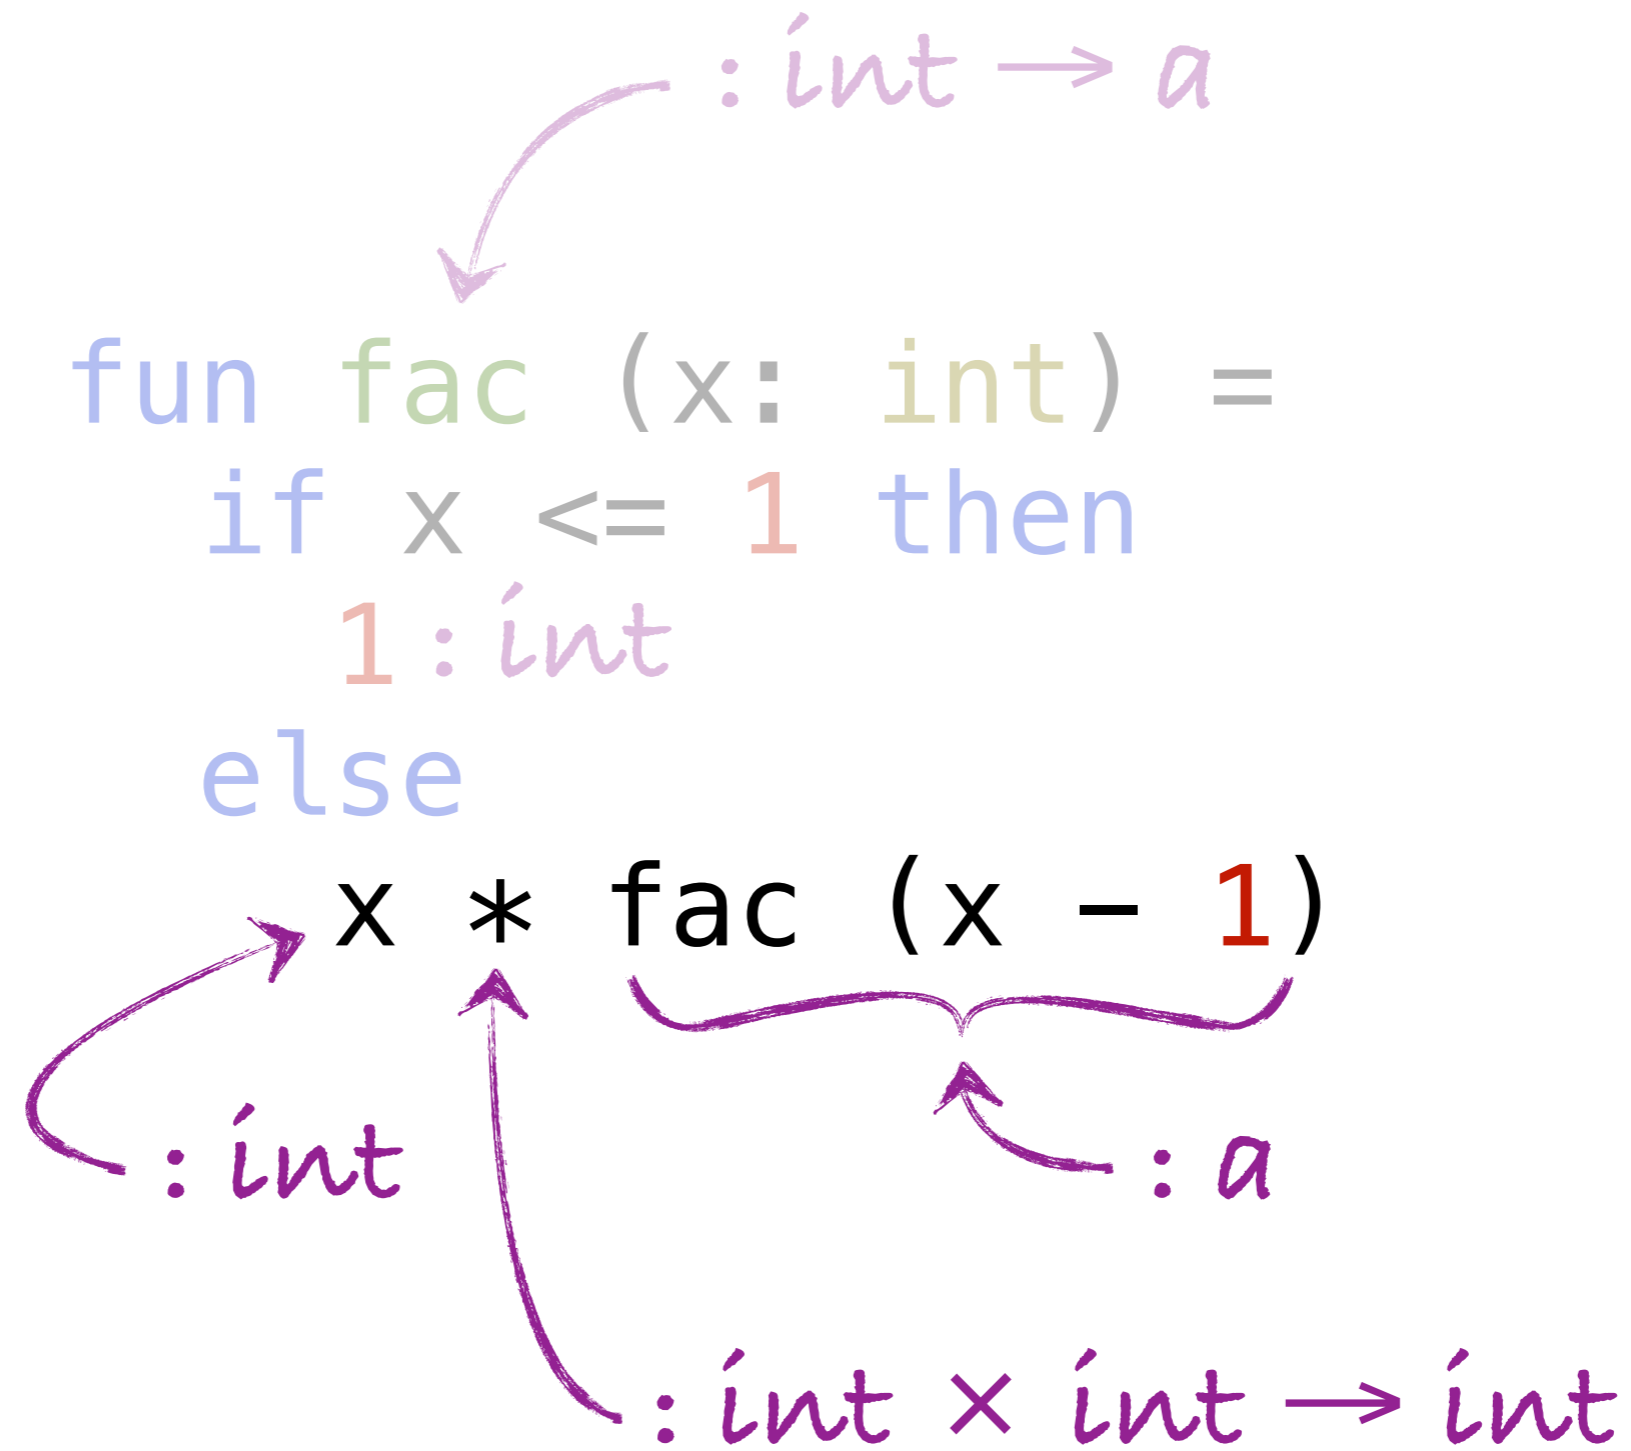 : int → a
fun fac (x: int) =
if x <= 1 then
1 : int
else
x * fac (x - 1)
: int
: a
: int × int → int